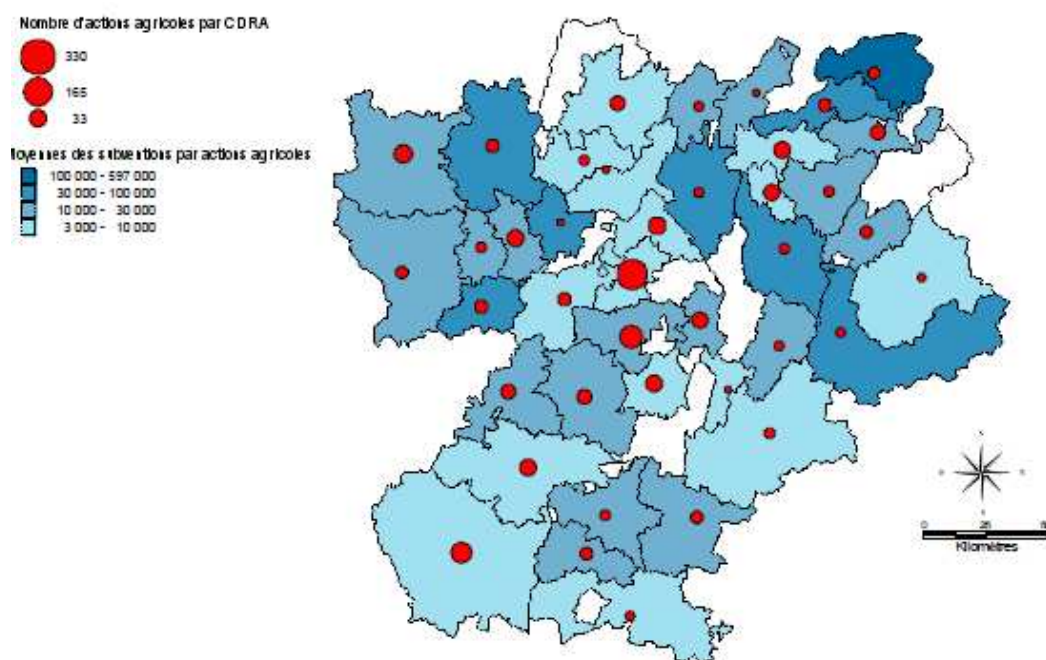 Nombre d'actions agricoles par CDRA
330
165
33
Moyennes des subventions par actions agricoles
100 000 - 597 000
30 000 - 100 000
10 000 - 30 000
3 000 - 10 000
0 25
Kilomètres